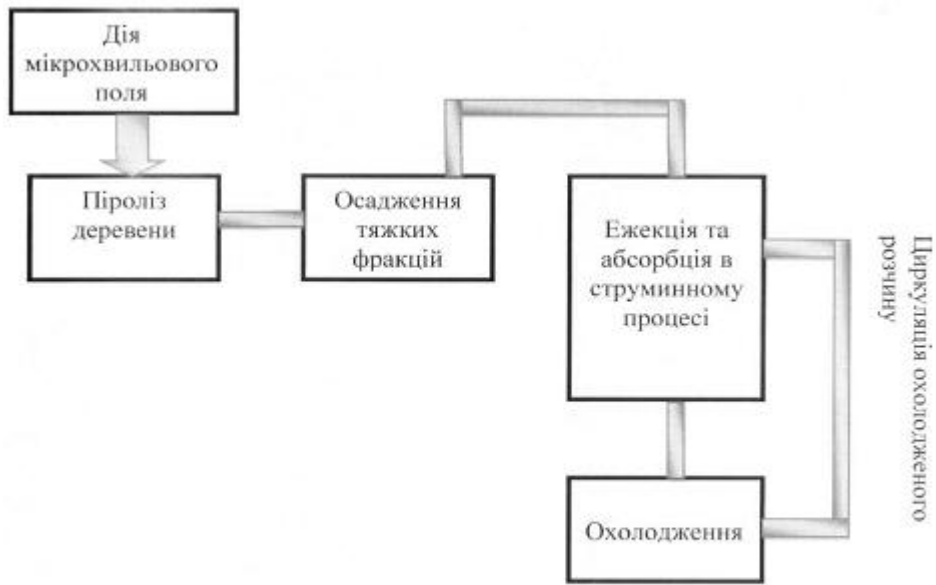 Дія
мікрохвильового
поля
Піроліз
деревени
Осадження
тяжких
фракцій
Ежекція та
абсорбція в
струминному
процесі
Охолодження
Циркуляція охолодженого
розчину